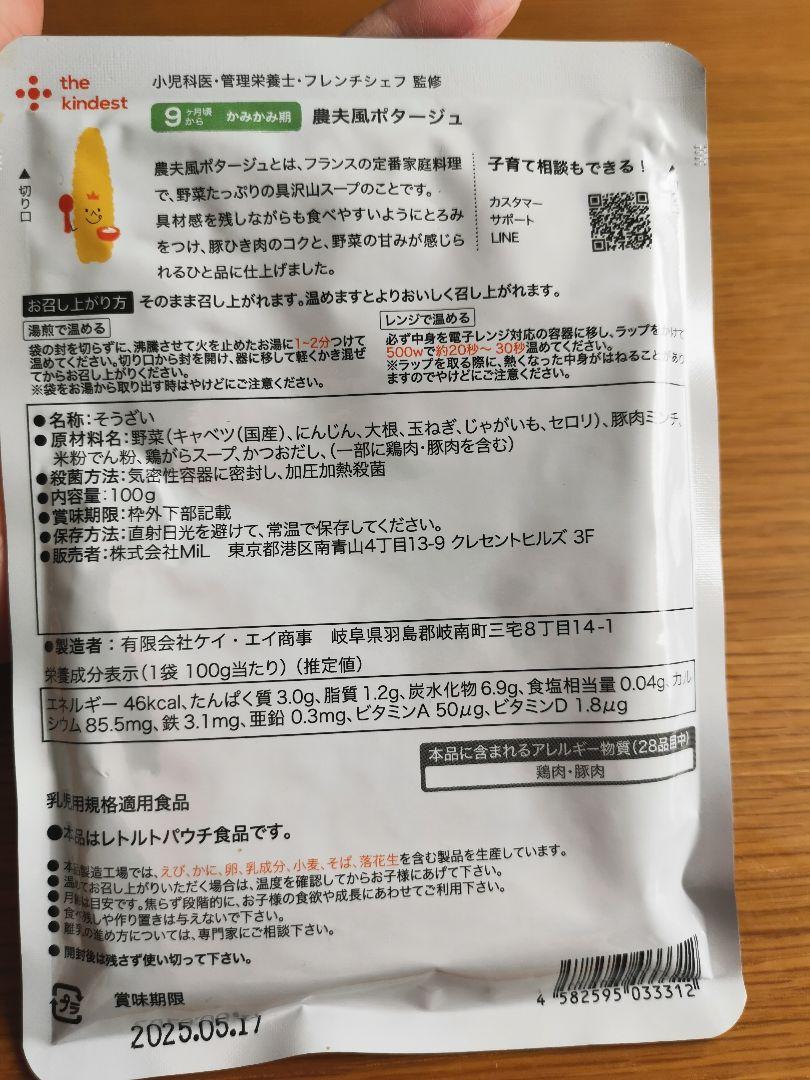 the kindest
小児科医・管理栄養士・フレンチシェフ 監修
9ヶ月頃から かみかみ期 農夫風ポタージュ
▲切り口
農夫風ポタージュとは、フランスの定番家庭料理
で、野菜たっぷりの具沢山スープのことです。
具材感を残しながらも食べやすいようにとろみ
をつけ、豚ひき肉のコクと、野菜の甘みが感じら
れるひと品に仕上げました。
子育て相談もできる!
カスタマー
サポート
LINE
お召し上がり方 そのまま召し上がれます。温めますとよりおいしく召し上がれます。
湯煎で温める
袋の封を切らずに、沸騰させて火を止めたお湯に1~2分つけて
温めてください。切り口から封を開け、器に移して軽くかき混ぜ
てからお召し上がりください。
※袋をお湯から取り出す時はやけどにご注意ください。
レンジで温める
必ず中身を電子レンジ対応の容器に移し、ラップをかけて
500wで約20秒～30秒温めてください。
※ラップを取る際に、熱くなった中身がはねることがあり
ますのでやけどにご注意ください。
●名称:そうざい
●原材料名:野菜(キャベツ(国産)、にんじん、大根、玉ねぎ、じゃがいも、セロリ)、豚肉ミンチ、
米粉でん粉、鶏がらスープ、かつおだし、(一部に鶏肉・豚肉を含む)
●殺菌方法:気密性容器に密封し、加圧加熱殺菌
●内容量:100g
●賞味期限:枠外下部記載
●保存方法:直射日光を避けて、常温で保存してください。
●販売者:株式会社MiL 東京都港区南青山4丁目13-9 クレセントヒルズ 3F
●製造者:有限会社ケイ・エイ商事 岐阜県羽島郡岐南町三宅8丁目14-1
栄養成分表示(1袋 100g当たり)(推定値)
エネルギー 46kcal、たんぱく質 3.0g、脂質 1.2g、炭水化物 6.9g、食塩相当量 0.04g、カル
シウム 85.5mg、鉄 3.1mg、亜鉛 0.3mg、ビタミンA 50μg、ビタミンD 1.8μg
本品に含まれるアレルギー物質(28品目中)
鶏肉・豚肉
乳児用規格適用食品
●本品はレトルトパウチ食品です。
●本品製造工場では、えび、かに、卵、乳成分、小麦、そば、落花生を含む製品を生産しています。
●温めてお召し上がりいただく場合は、温度を確認してからお子様にあげて下さい。
●月齢は目安です。焦らず段階的に、お子様の食欲や成長にあわせてご利用下さい。
●食べ残しや作り置きは与えないで下さい。
●離乳の進め方については、専門家にご相談下さい。
●開封後は残さず使い切って下さい。
プラ
賞味期限
2025.05.17
4 582595 033312